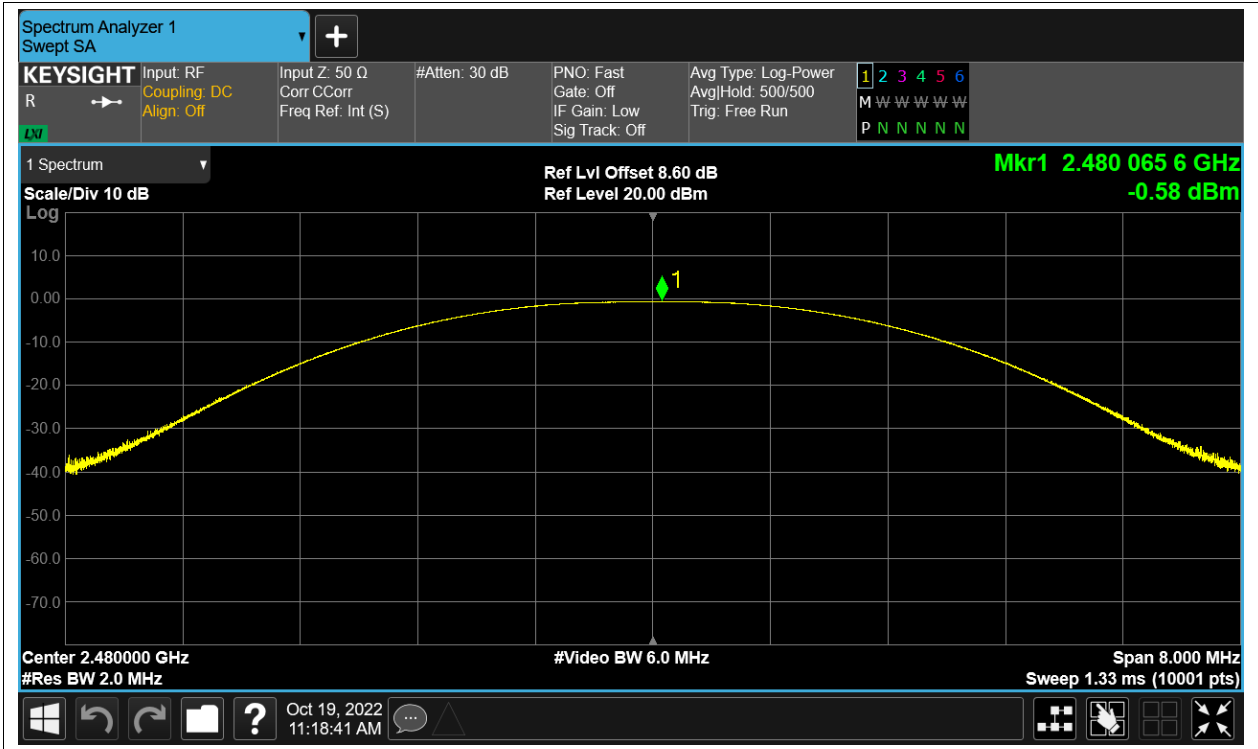 Spectrum Analyzer 1
Swept SA
KEYSIGHT
R
LXI
Input: RF
Coupling: DC
Align: Off
Input Z: 50 Ω
Corr CCorr
Freq Ref: Int (S)
#Atten: 30 dB
PNO: Fast
Gate: Off
IF Gain: Low
Sig Track: Off
Avg Type: Log-Power
Avg|Hold: 500/500
Trig: Free Run
1 2 3 4 5 6
M W W W W W
P N N N N N
1 Spectrum
Scale/Div 10 dB
Log
Ref Lvl Offset 8.60 dB
Ref Level 20.00 dBm
Mkr1 2.480 065 6 GHz
-0.58 dBm
1
10.0
0.00
-10.0
-20.0
-30.0
-40.0
-50.0
-60.0
-70.0
Center 2.480000 GHz
#Res BW 2.0 MHz
#Video BW 6.0 MHz
Span 8.000 MHz
Sweep 1.33 ms (10001 pts)
?
Oct 19, 2022
11:18:41 AM